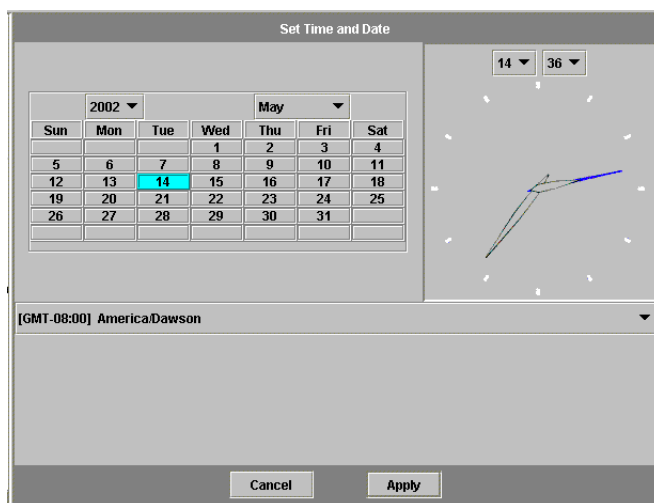 Set Time and Date
14 36
2002 May
Sun Mon Tue Wed Thu Fri Sat
1 2 3 4
5 6 7 8 9 10 11
12 13 14 15 16 17 18
19 20 21 22 23 24 25
26 27 28 29 30 31
[GMT-08:00] America/Dawson
Cancel Apply